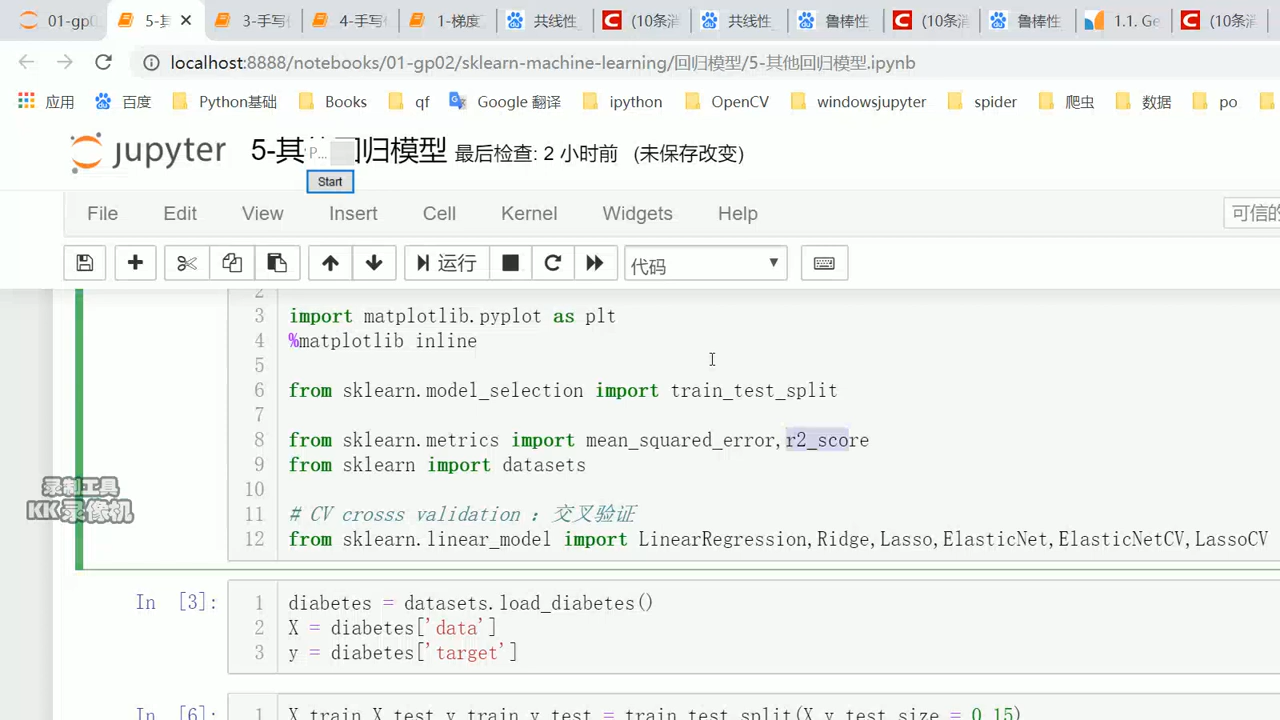 01-gp0
5-其
3-手写
4-手写
1-梯度
共线性
(10条消
共线性
鲁棒性
(10条消
鲁棒性
1.1. Ge
(10条
localhost:8888/notebooks/01-gp02/sklearn-machine-learning/回归模型/5-其他回归模型.ipynb
应用 百度 Python基础 Books qf Google 翻译 ipython OpenCV windowsjupyter spider 爬虫 数据 po
jupyter 5-其 回归模型 最后检查: 2 小时前 (未保存改变)
P...
Start
File Edit View Insert Cell Kernel Widgets Help
可信的
运行 代码
2
3 import matplotlib.pyplot as plt
4 %matplotlib inline
5
6 from sklearn.model_selection import train_test_split
7
8 from sklearn.metrics import mean_squared_error,r2_score
9 from sklearn import datasets
10
11 # CV crosss validation : 交叉验证
12 from sklearn.linear_model import LinearRegression,Ridge,Lasso,ElasticNet,ElasticNetCV,LassoCV
录制工具
KK录像机
In [3]:
1 diabetes = datasets.load_diabetes()
2 X = diabetes['data']
3 y = diabetes['target']
In [6]:
1 X_train,X_test,y_train,y_test = train_test_split(X,y,test_size = 0.15)